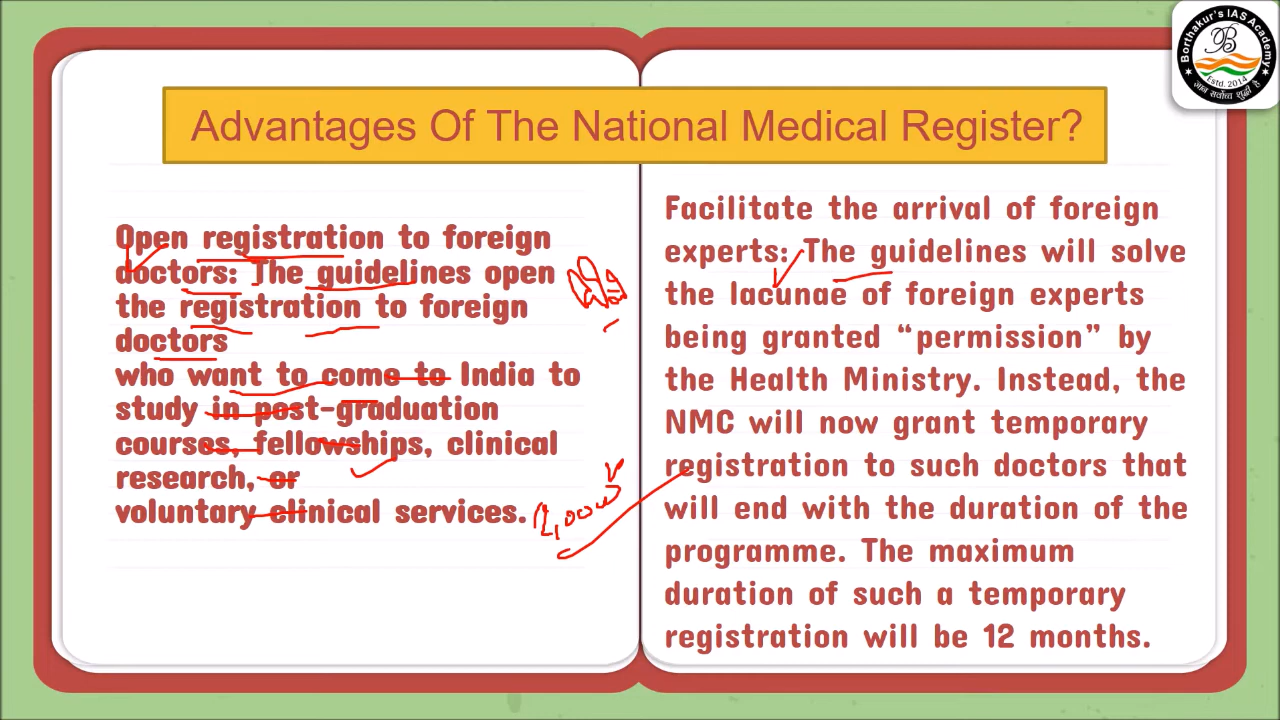 Advantages Of The National Medical Register?
Open registration to foreign
doctors: The guidelines open
the registration to foreign
doctors
who want to come to India to
study in post-graduation
courses, fellowships, clinical
research, or
voluntary clinical services.
Facilitate the arrival of foreign
experts: The guidelines will solve
the lacunae of foreign experts
being granted “permission” by
the Health Ministry. Instead, the
NMC will now grant temporary
registration to such doctors that
will end with the duration of the
programme. The maximum
duration of such a temporary
registration will be 12 months.
Borthakur's IAS Academy
B
Estd. 2014
ज्ञान सर्वोच्च शुद्धी है